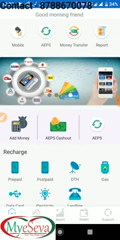 Contact - 8788670078
Good morning friend!
Mobile AEPS Money Transfer Report
Add Money AEPS Cashout AEPS
Recharge
Prepaid Postpaid DTH Gas
MyeSeva